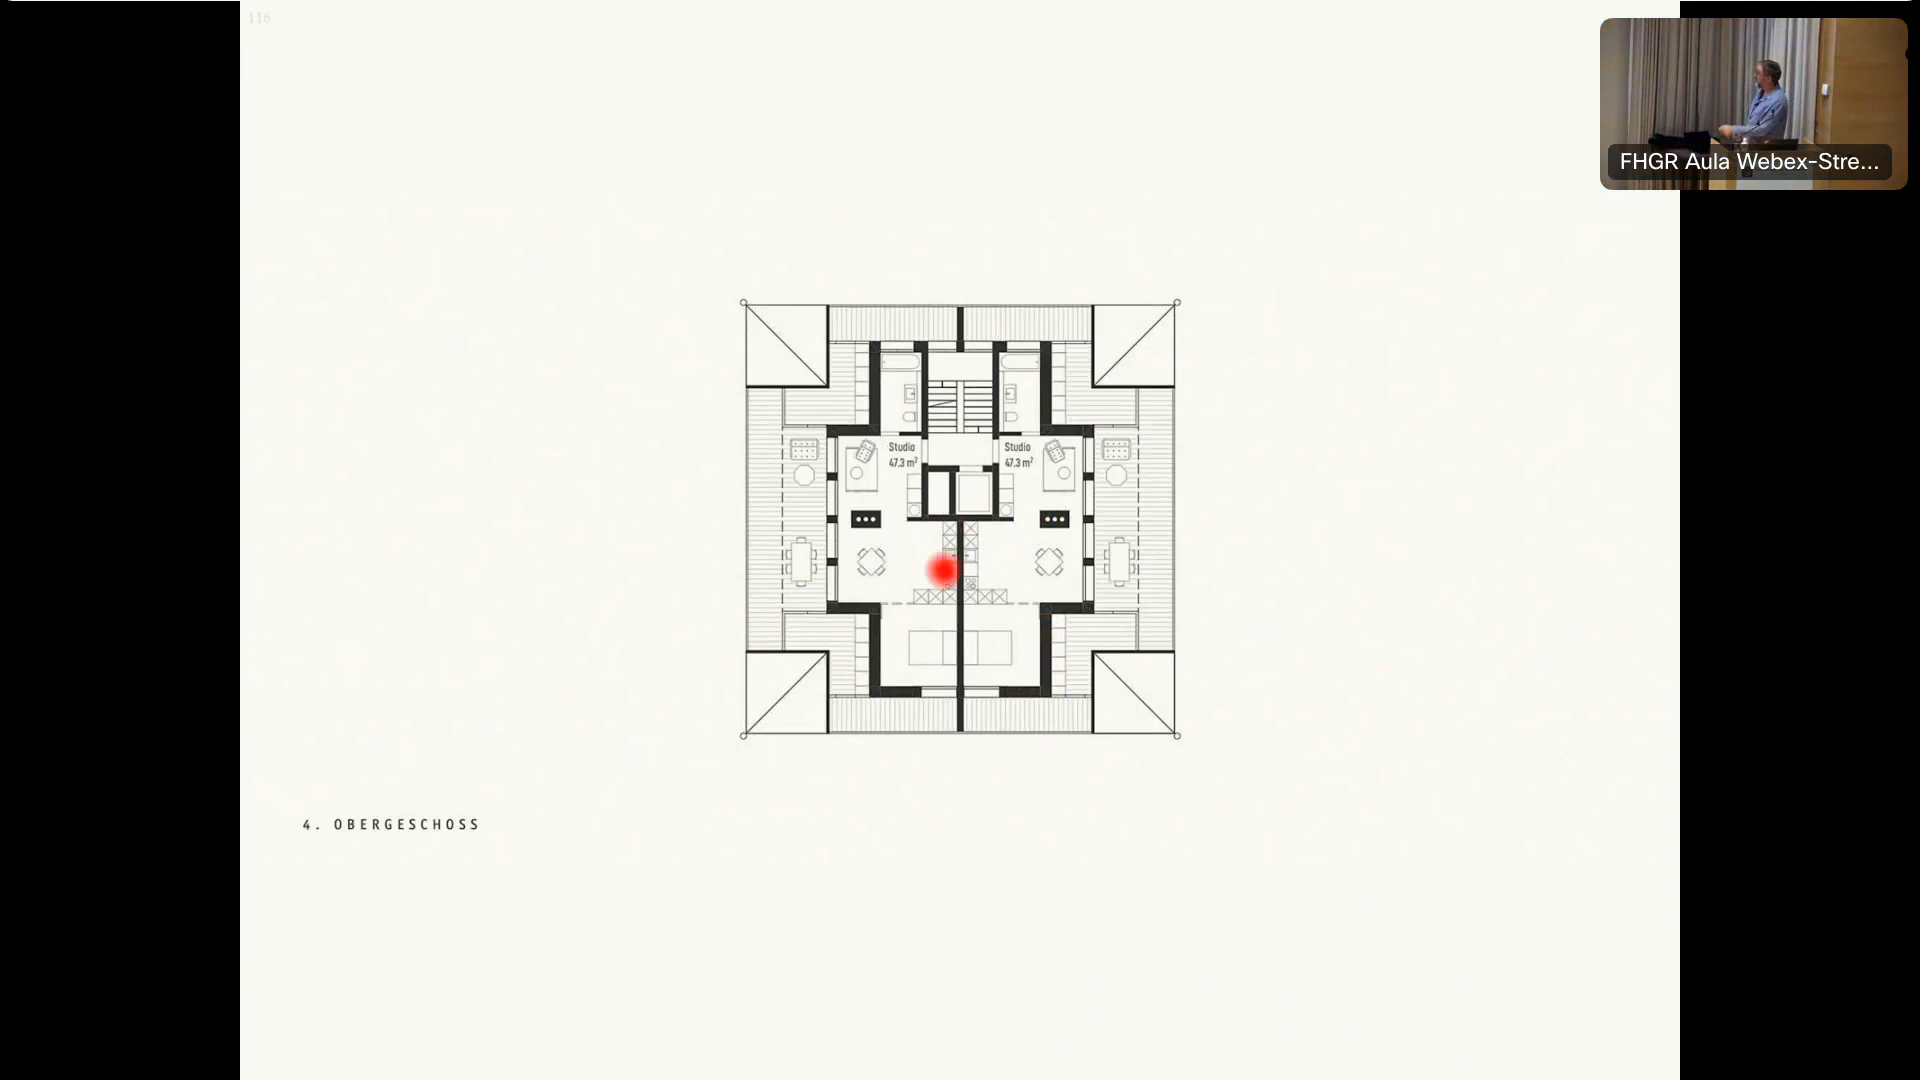 116
FHGR Aula Webex-Stre...
Studio
47.3 m²
Studio
47.3 m²
4. OBERGESCHOSS